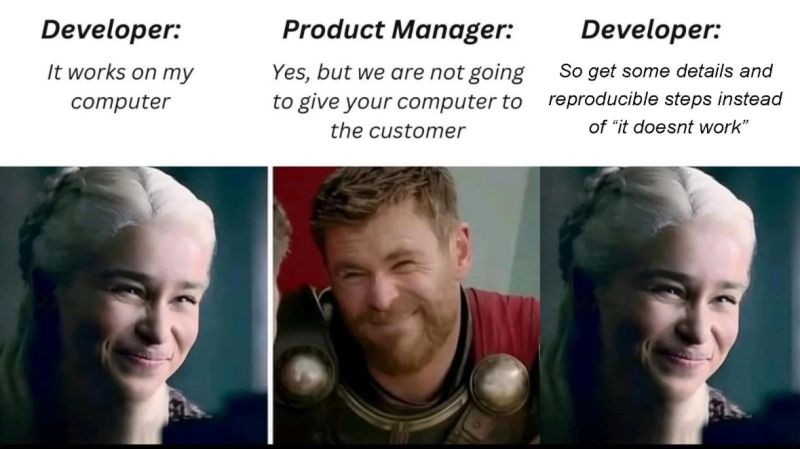 Developer:
It works on my
computer
Product Manager:
Yes, but we are not going
to give your computer to
the customer
Developer:
So get some details and
reproducible steps instead
of “it doesnt work”